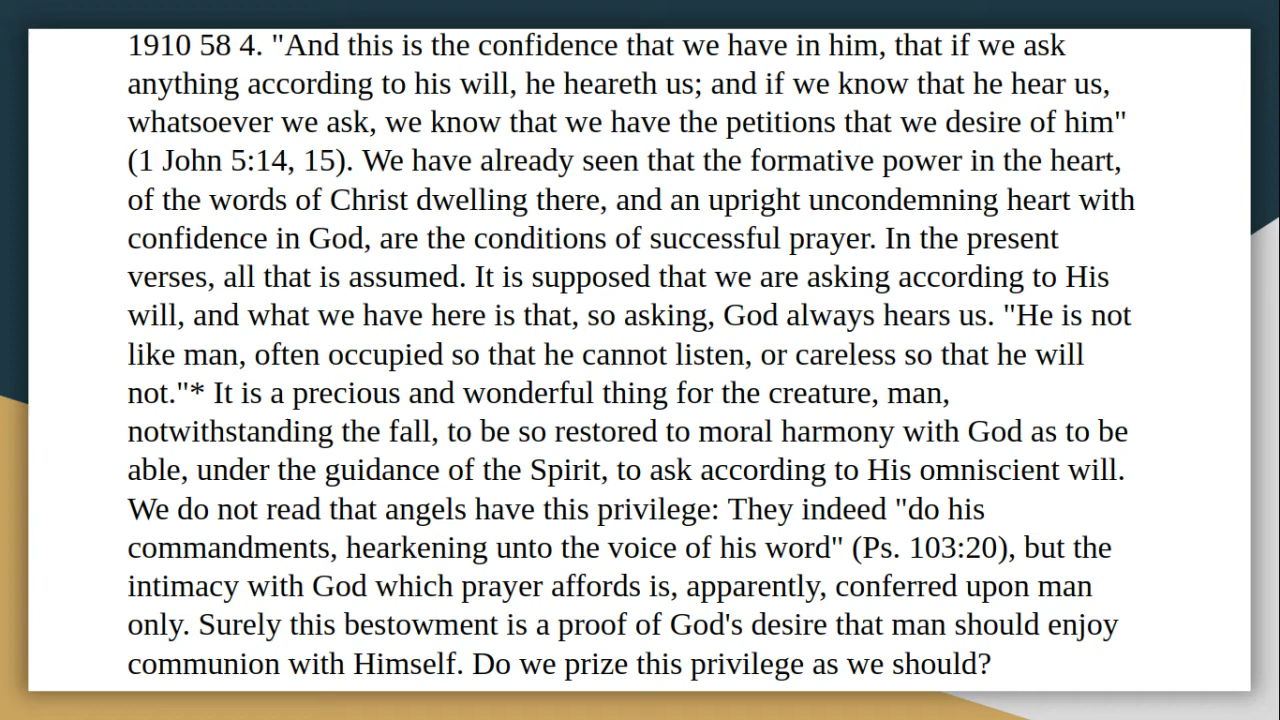 1910 58 4. "And this is the confidence that we have in him, that if we ask
anything according to his will, he heareth us; and if we know that he hear us,
whatsoever we ask, we know that we have the petitions that we desire of him"
(1 John 5:14, 15). We have already seen that the formative power in the heart,
of the words of Christ dwelling there, and an upright uncondemning heart with
confidence in God, are the conditions of successful prayer. In the present
verses, all that is assumed. It is supposed that we are asking according to His
will, and what we have here is that, so asking, God always hears us. "He is not
like man, often occupied so that he cannot listen, or careless so that he will
not."* It is a precious and wonderful thing for the creature, man,
notwithstanding the fall, to be so restored to moral harmony with God as to be
able, under the guidance of the Spirit, to ask according to His omniscient will.
We do not read that angels have this privilege: They indeed "do his
commandments, hearkening unto the voice of his word" (Ps. 103:20), but the
intimacy with God which prayer affords is, apparently, conferred upon man
only. Surely this bestowment is a proof of God's desire that man should enjoy
communion with Himself. Do we prize this privilege as we should?